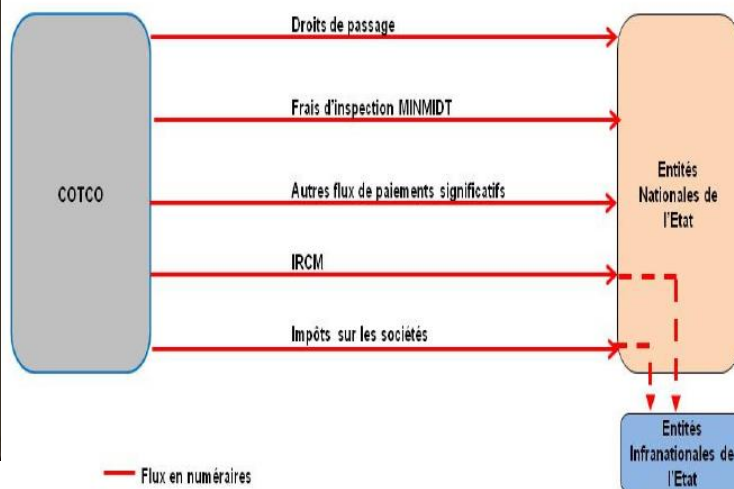 Droits de passage
Frais d'inspection MINMIDT
COTCO
Autres flux de paiements significatifs
Entités
Nationales de
l'Etat
IRCM
Impôts sur les sociétés
Entités
Infranationales de
l'Etat
Flux en numéraires